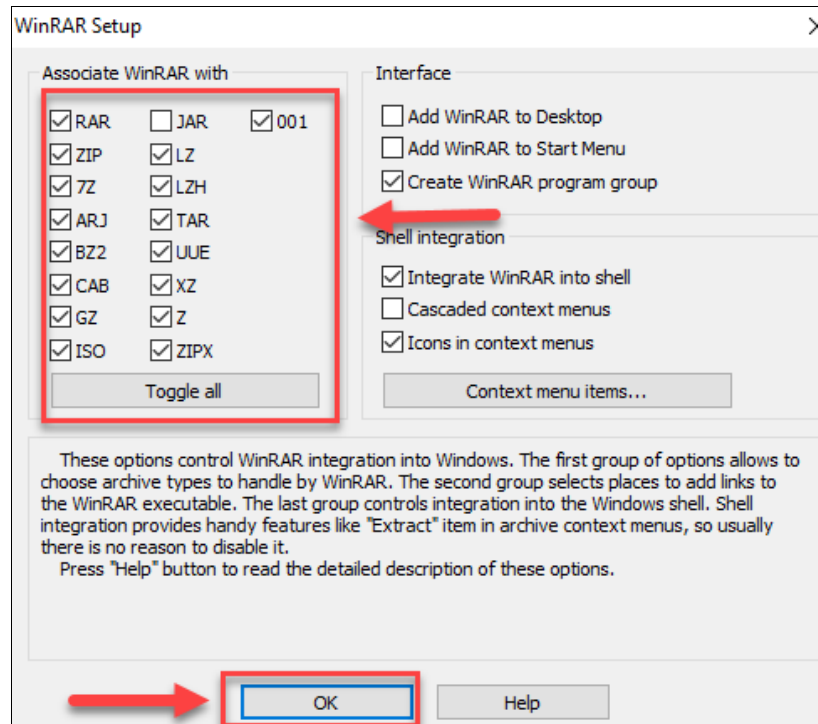 WinRAR Setup
Associate WinRAR with
RAR
JAR
001
ZIP
LZ
7Z
LZH
ARJ
TAR
BZ2
UUE
CAB
XZ
GZ
Z
ISO
ZIPX
Toggle all
Interface
Add WinRAR to Desktop
Add WinRAR to Start Menu
Create WinRAR program group
Shell integration
Integrate WinRAR into shell
Cascaded context menus
Icons in context menus
Context menu items...
These options control WinRAR integration into Windows. The first group of options allows to
choose archive types to handle by WinRAR. The second group selects places to add links to
the WinRAR executable. The last group controls integration into the Windows shell. Shell
integration provides handy features like "Extract" item in archive context menus, so usually
there is no reason to disable it.
Press "Help" button to read the detailed description of these options.
OK
Help